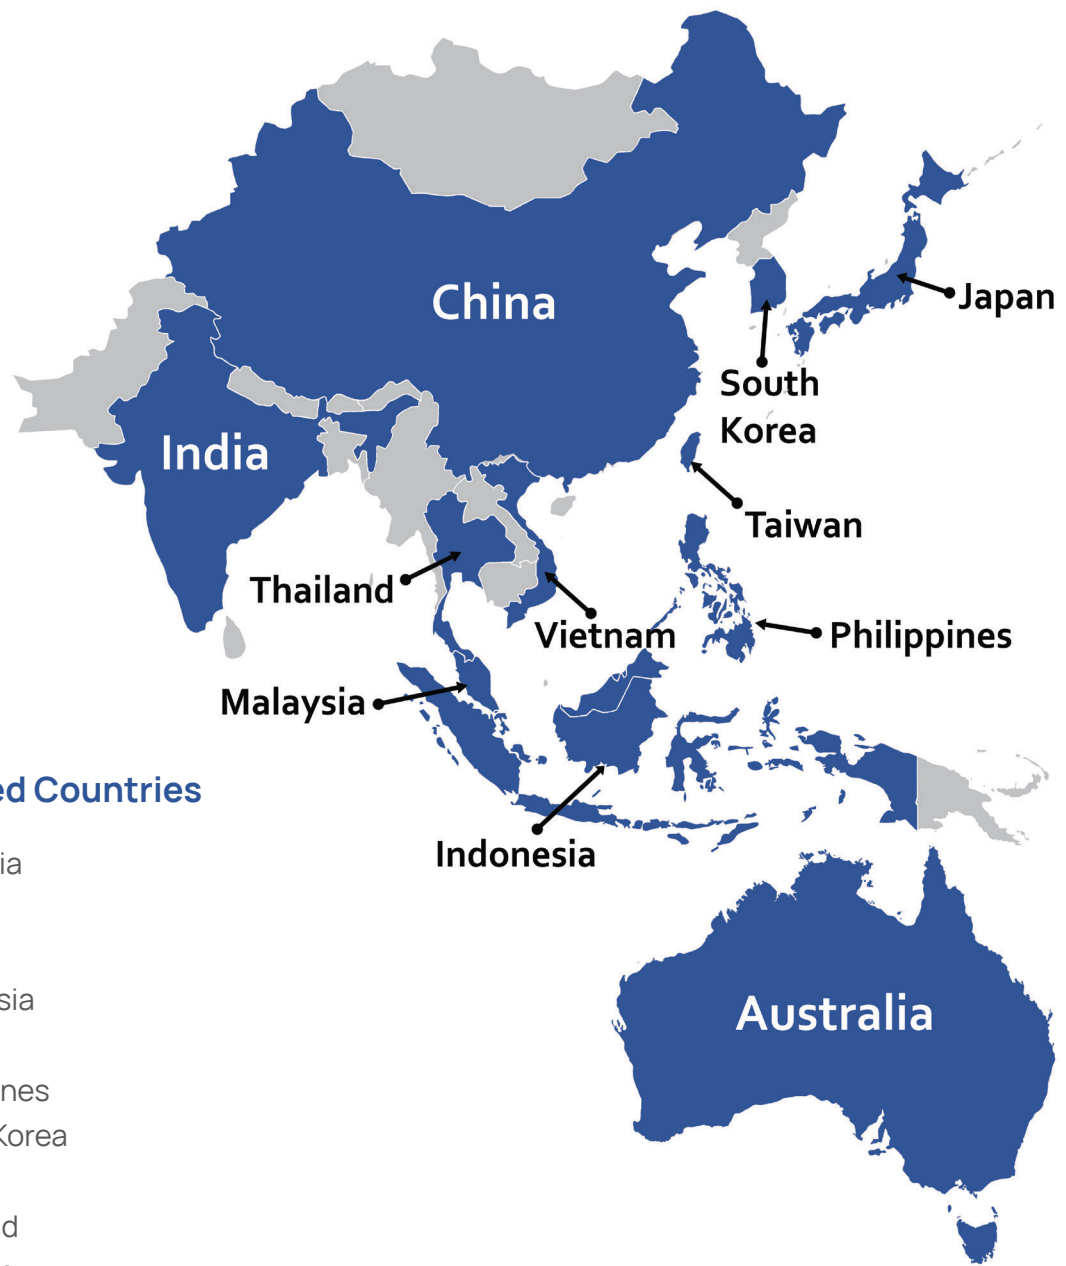 China
Japan
South
Korea
India
Taiwan
Thailand
Vietnam
Philippines
Malaysia
ed Countries
Indonesia
ia
sia
Australia
nes
Korea
d